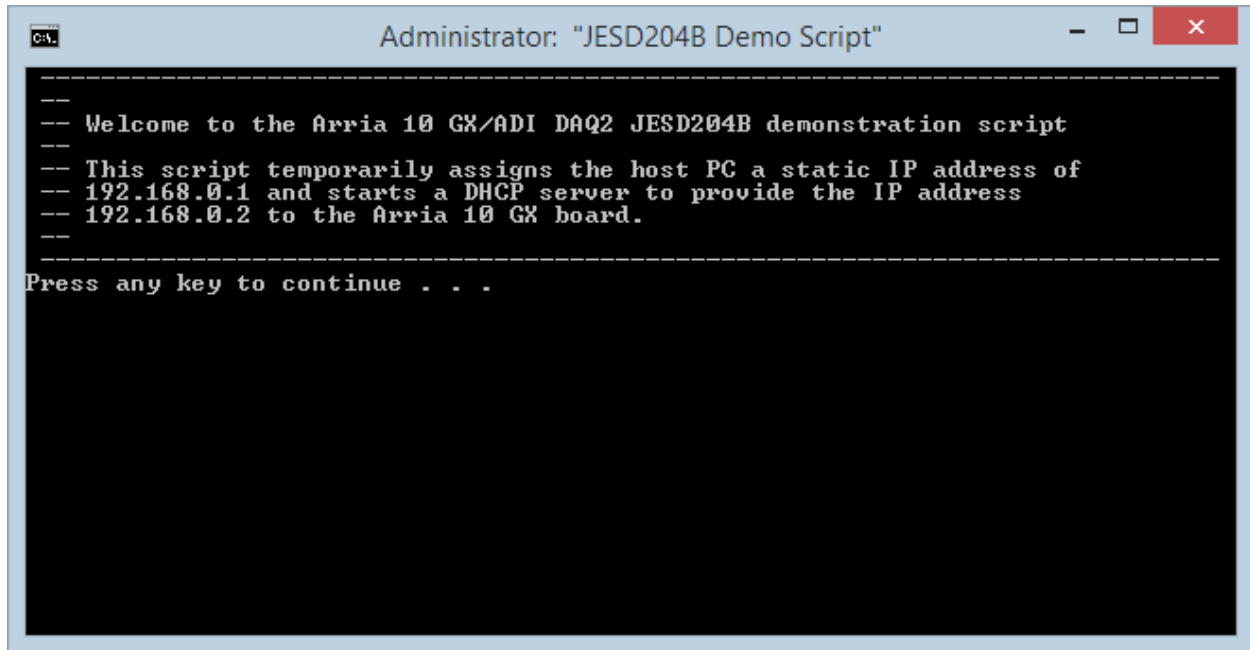 C:\.
Administrator: "JESD204B Demo Script"
--
-- Welcome to the Arria 10 GX/ADI DAQ2 JESD204B demonstration script
--
-- This script temporarily assigns the host PC a static IP address of
-- 192.168.0.1 and starts a DHCP server to provide the IP address
-- 192.168.0.2 to the Arria 10 GX board.
--
Press any key to continue . . .